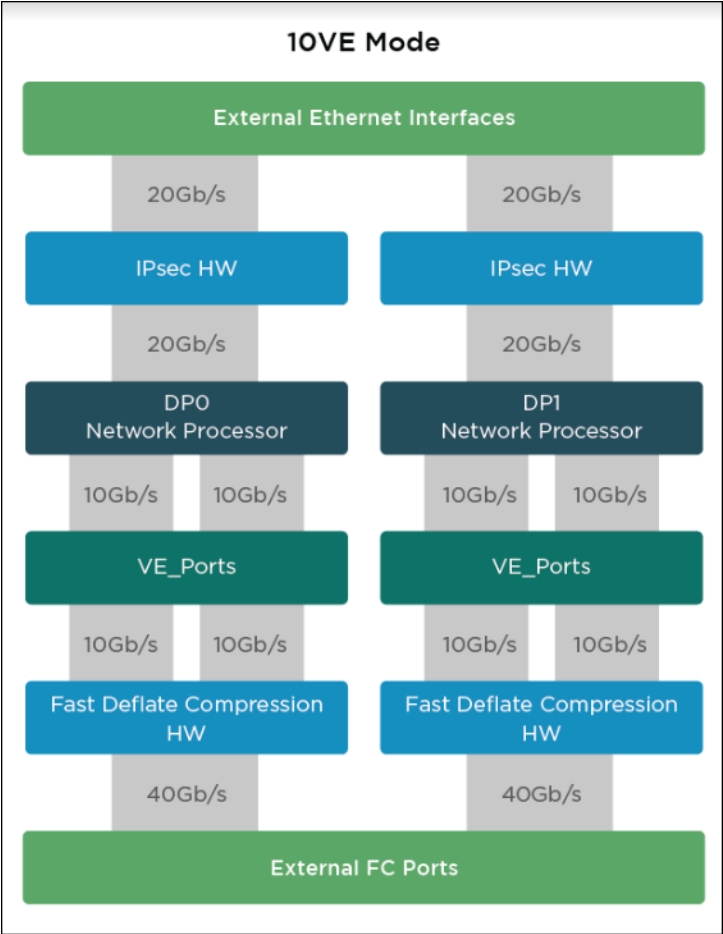 10VE Mode
External Ethernet Interfaces
20Gb/s 20Gb/s
IPsec HW IPsec HW
20Gb/s 20Gb/s
DP0 DP1
Network Processor Network Processor
10Gb/s 10Gb/s 10Gb/s 10Gb/s
VE_Ports VE_Ports
10Gb/s 10Gb/s 10Gb/s 10Gb/s
Fast Deflate Compression Fast Deflate Compression
HW HW
40Gb/s 40Gb/s
External FC Ports